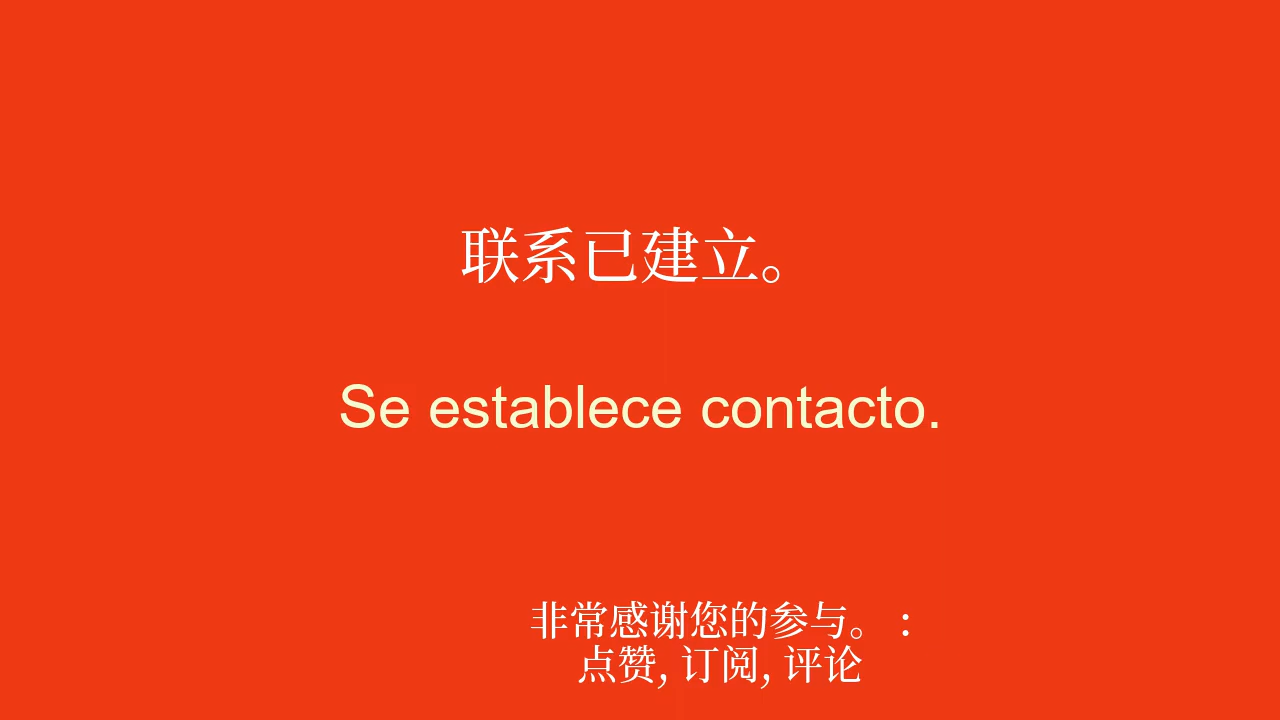 联系已建立。
Se establece contacto.
非常感谢您的参与。 :
点赞, 订阅, 评论